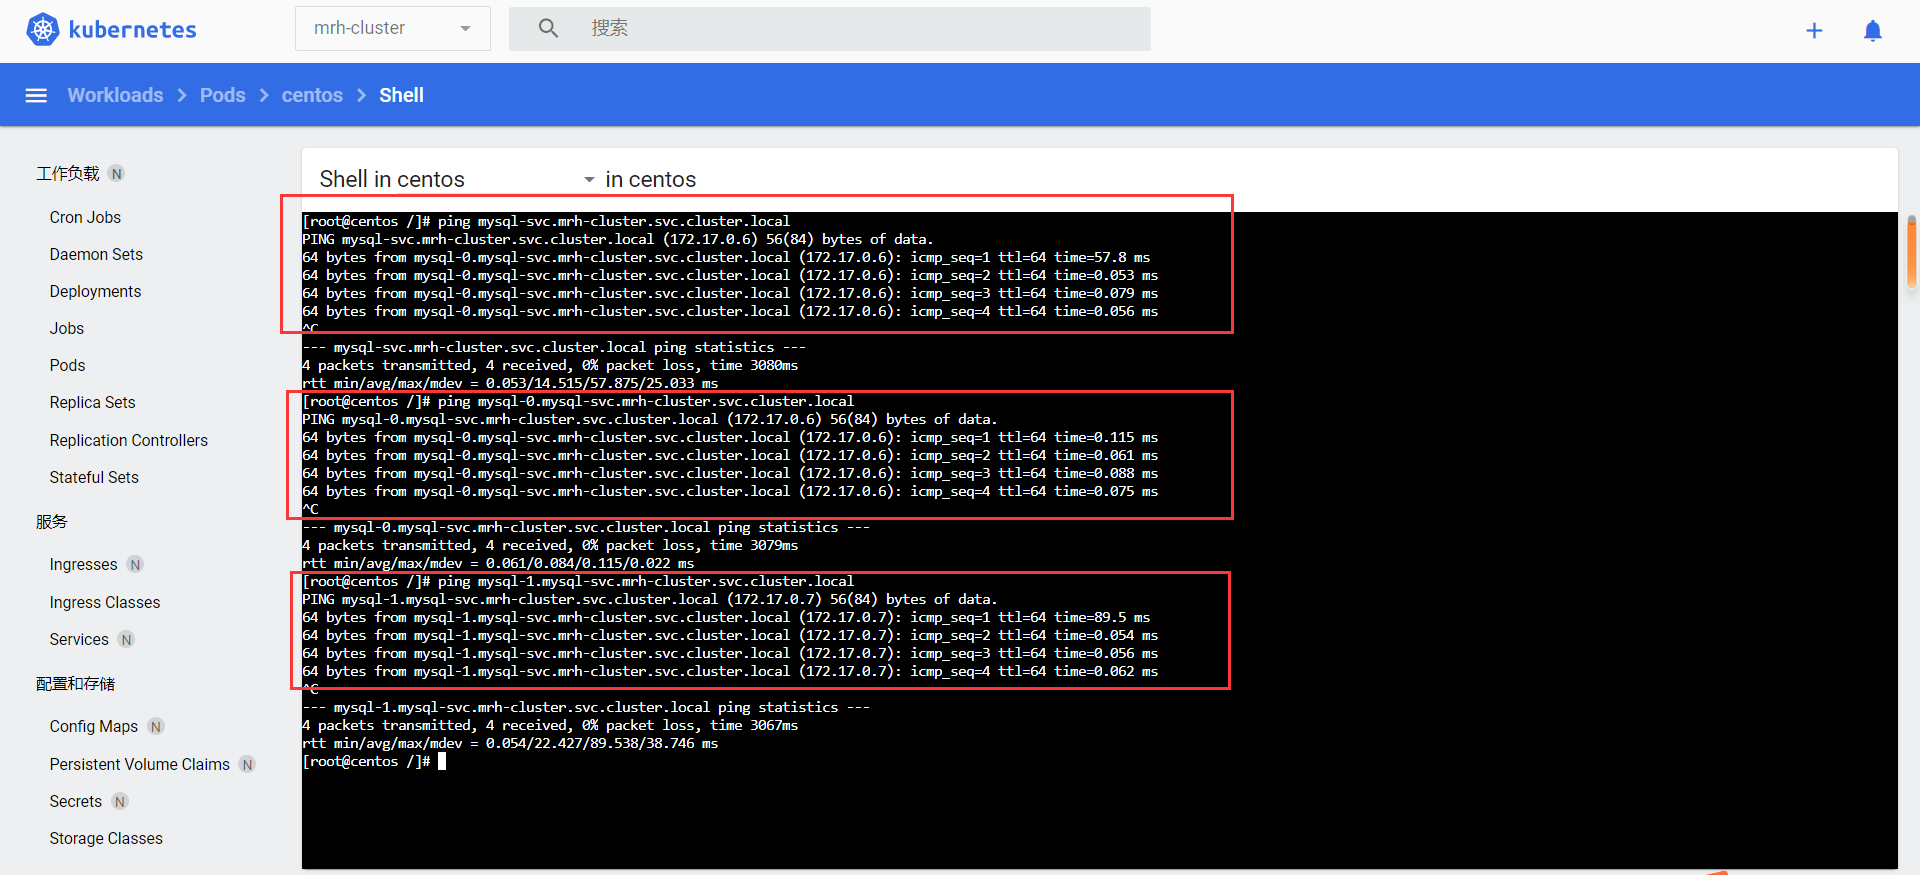 kubernetes
mrh-cluster
搜索
Workloads > Pods > centos > Shell
工作负载 N
Cron Jobs
Daemon Sets
Deployments
Jobs
Pods
Replica Sets
Replication Controllers
Stateful Sets
服务
Ingresses N
Ingress Classes
Services N
配置和存储
Config Maps N
Persistent Volume Claims N
Secrets N
Storage Classes
Shell in centos in centos
[root@centos /]# ping mysql-svc.mrh-cluster.svc.cluster.local
PING mysql-svc.mrh-cluster.svc.cluster.local (172.17.0.6) 56(84) bytes of data.
64 bytes from mysql-0.mysql-svc.mrh-cluster.svc.cluster.local (172.17.0.6): icmp_seq=1 ttl=64 time=57.8 ms
64 bytes from mysql-0.mysql-svc.mrh-cluster.svc.cluster.local (172.17.0.6): icmp_seq=2 ttl=64 time=0.053 ms
64 bytes from mysql-0.mysql-svc.mrh-cluster.svc.cluster.local (172.17.0.6): icmp_seq=3 ttl=64 time=0.079 ms
64 bytes from mysql-0.mysql-svc.mrh-cluster.svc.cluster.local (172.17.0.6): icmp_seq=4 ttl=64 time=0.056 ms
^C
--- mysql-svc.mrh-cluster.svc.cluster.local ping statistics ---
4 packets transmitted, 4 received, 0% packet loss, time 3080ms
rtt min/avg/max/mdev = 0.053/14.515/57.875/25.033 ms
[root@centos /]# ping mysql-0.mysql-svc.mrh-cluster.svc.cluster.local
PING mysql-0.mysql-svc.mrh-cluster.svc.cluster.local (172.17.0.6) 56(84) bytes of data.
64 bytes from mysql-0.mysql-svc.mrh-cluster.svc.cluster.local (172.17.0.6): icmp_seq=1 ttl=64 time=0.115 ms
64 bytes from mysql-0.mysql-svc.mrh-cluster.svc.cluster.local (172.17.0.6): icmp_seq=2 ttl=64 time=0.061 ms
64 bytes from mysql-0.mysql-svc.mrh-cluster.svc.cluster.local (172.17.0.6): icmp_seq=3 ttl=64 time=0.088 ms
64 bytes from mysql-0.mysql-svc.mrh-cluster.svc.cluster.local (172.17.0.6): icmp_seq=4 ttl=64 time=0.075 ms
^C
--- mysql-0.mysql-svc.mrh-cluster.svc.cluster.local ping statistics ---
4 packets transmitted, 4 received, 0% packet loss, time 3079ms
rtt min/avg/max/mdev = 0.061/0.084/0.115/0.022 ms
[root@centos /]# ping mysql-1.mysql-svc.mrh-cluster.svc.cluster.local
PING mysql-1.mysql-svc.mrh-cluster.svc.cluster.local (172.17.0.7) 56(84) bytes of data.
64 bytes from mysql-1.mysql-svc.mrh-cluster.svc.cluster.local (172.17.0.7): icmp_seq=1 ttl=64 time=89.5 ms
64 bytes from mysql-1.mysql-svc.mrh-cluster.svc.cluster.local (172.17.0.7): icmp_seq=2 ttl=64 time=0.054 ms
64 bytes from mysql-1.mysql-svc.mrh-cluster.svc.cluster.local (172.17.0.7): icmp_seq=3 ttl=64 time=0.056 ms
64 bytes from mysql-1.mysql-svc.mrh-cluster.svc.cluster.local (172.17.0.7): icmp_seq=4 ttl=64 time=0.062 ms
^C
--- mysql-1.mysql-svc.mrh-cluster.svc.cluster.local ping statistics ---
4 packets transmitted, 4 received, 0% packet loss, time 3067ms
rtt min/avg/max/mdev = 0.054/22.427/89.538/38.746 ms
[root@centos /]#